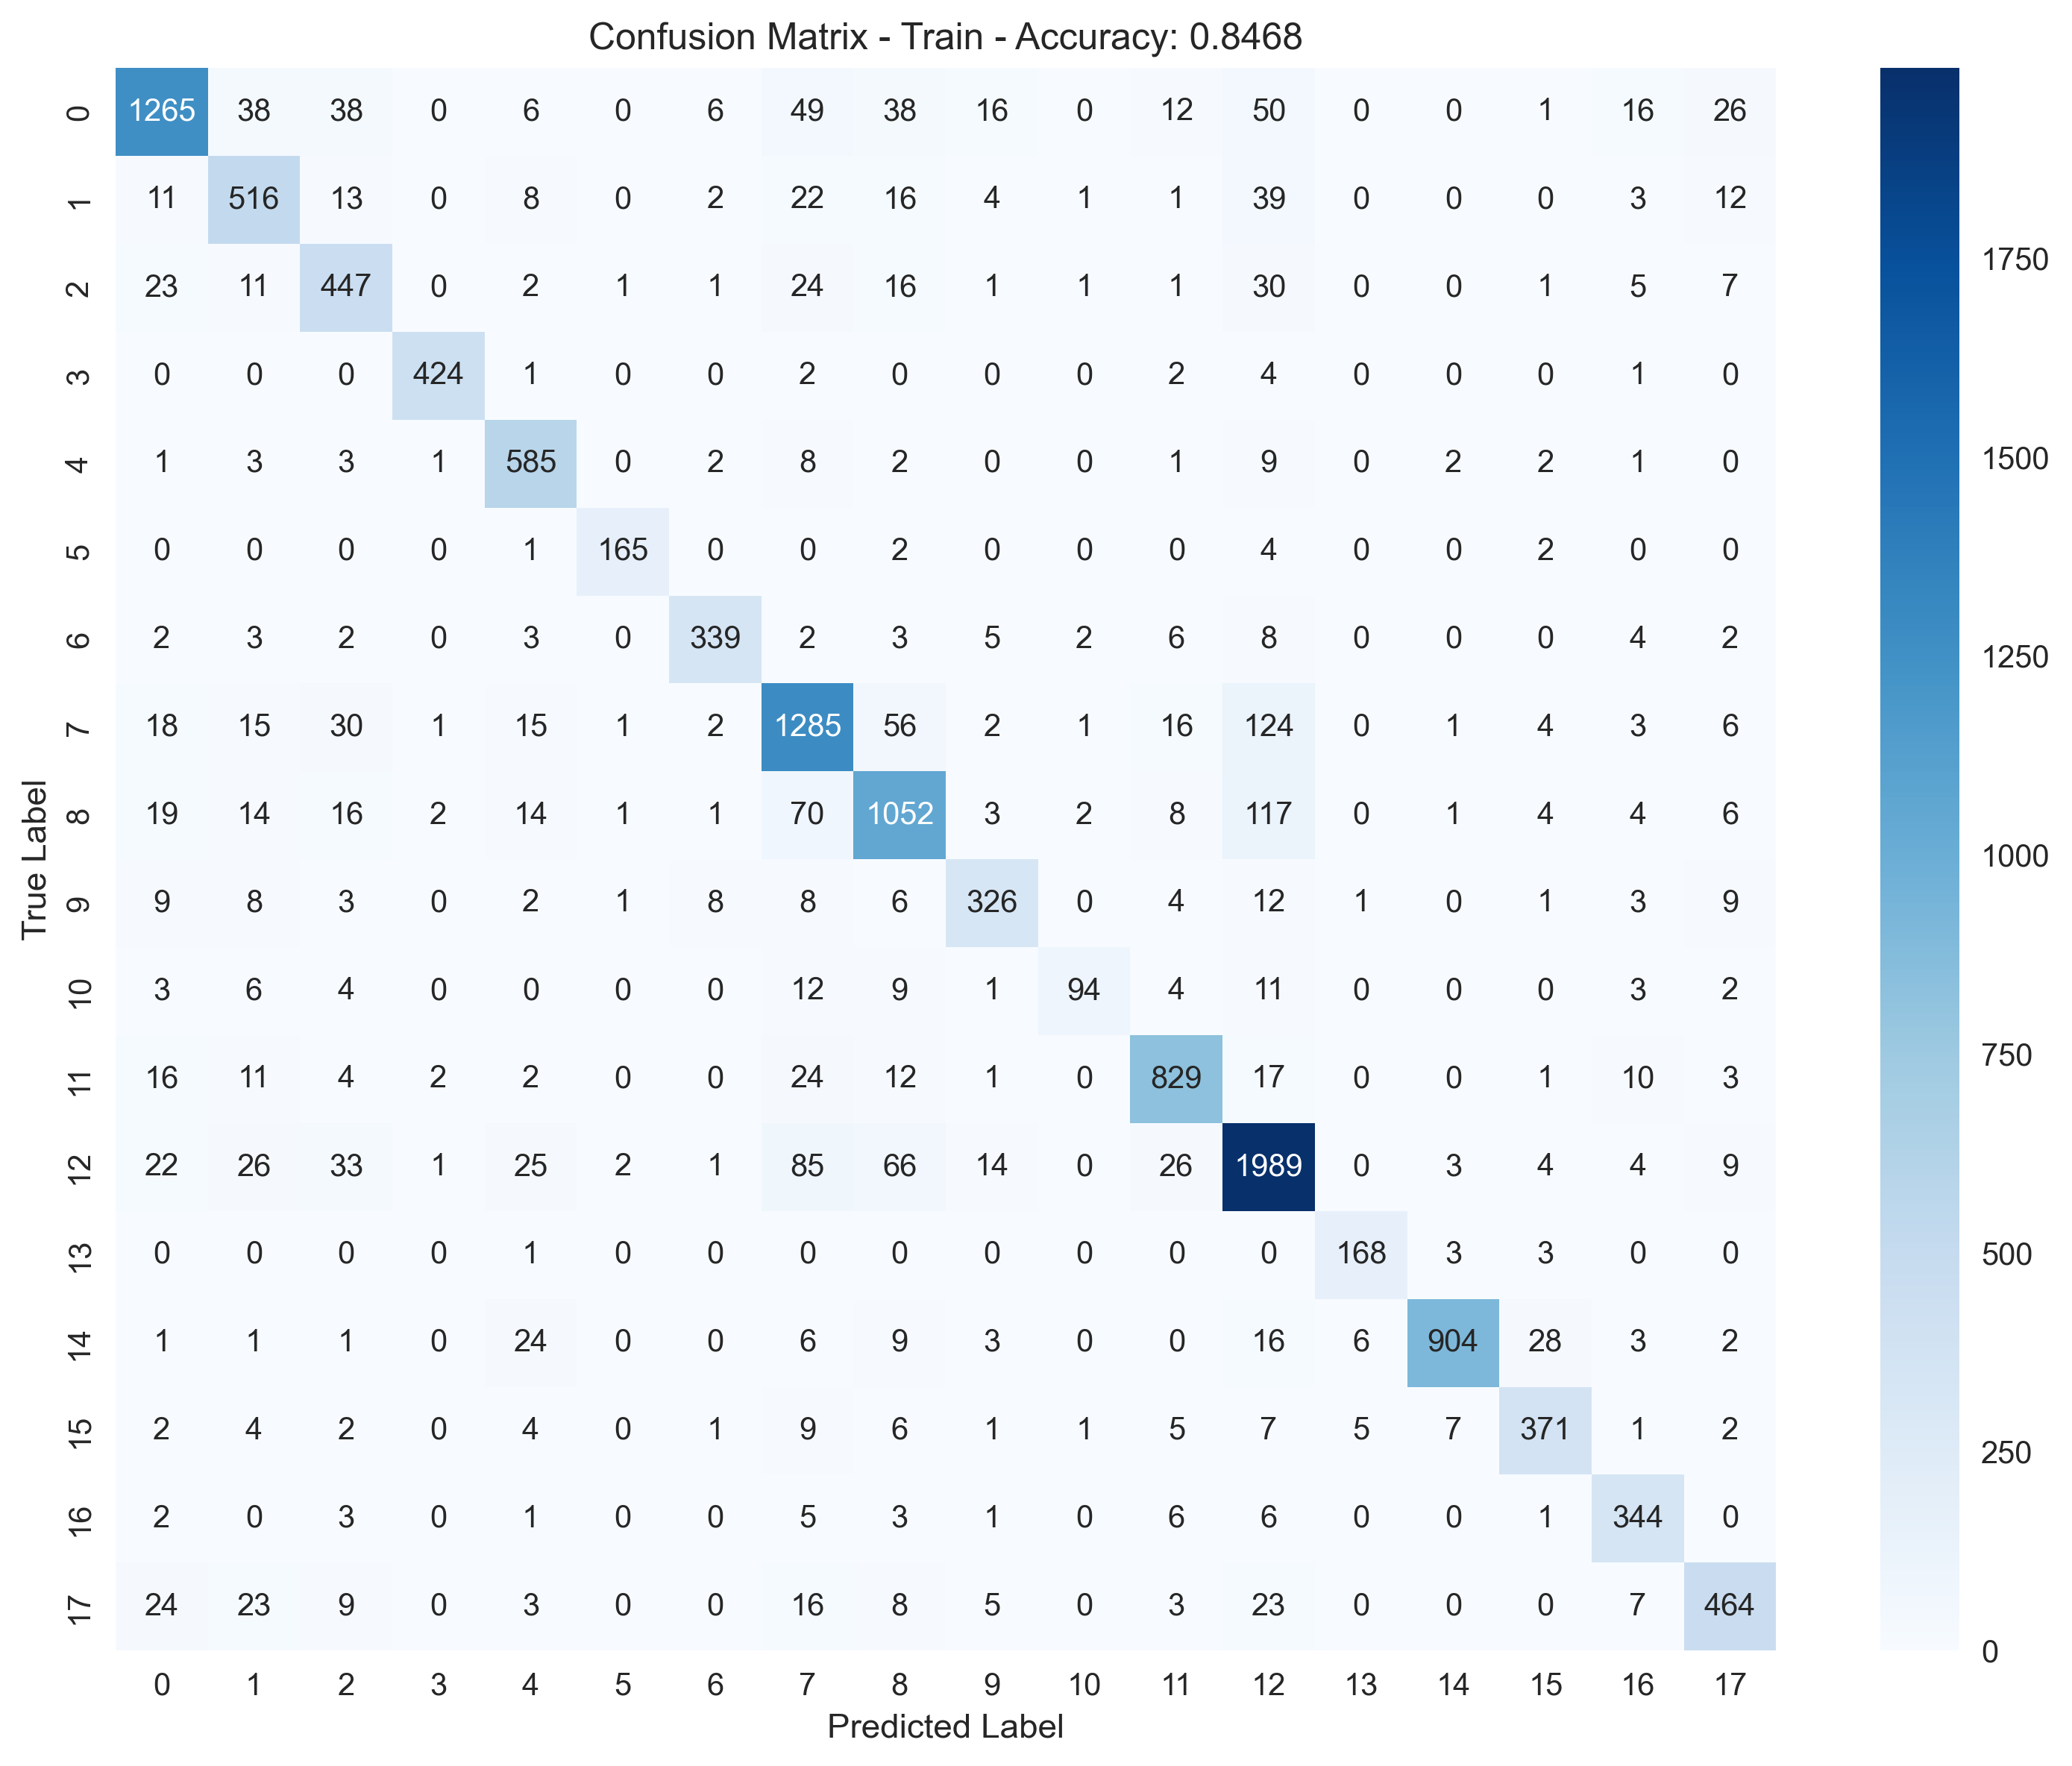 Confusion Matrix - Train - Accuracy: 0.8468
0 1265 38 38 0 6 0 6 49 38 16 0 12 50 0 0 1 16 26
1 11 516 13 0 8 0 2 22 16 4 1 1 39 0 0 0 3 12
2 23 11 447 0 2 1 1 24 16 1 1 1 30 0 0 1 5 7
3 0 0 0 424 1 0 0 2 0 0 0 2 4 0 0 0 1 0
4 1 3 3 1 585 0 2 8 2 0 0 1 9 0 2 2 1 0
5 0 0 0 0 1 165 0 0 2 0 0 0 4 0 0 2 0 0
6 2 3 2 0 3 0 339 2 3 5 2 6 8 0 0 0 4 2
7 18 15 30 1 15 1 2 1285 56 2 1 16 124 0 1 4 3 6
8 19 14 16 2 14 1 1 70 1052 3 2 8 117 0 1 4 4 6
9 9 8 3 0 2 1 8 8 6 326 0 4 12 1 0 1 3 9
10 3 6 4 0 0 0 0 12 9 1 94 4 11 0 0 0 3 2
11 16 11 4 2 2 0 0 24 12 1 0 829 17 0 0 1 10 3
12 22 26 33 1 25 2 1 85 66 14 0 26 1989 0 3 4 4 9
13 0 0 0 0 1 0 0 0 0 0 0 0 0 168 3 3 0 0
14 1 1 1 0 24 0 0 6 9 3 0 0 16 6 904 28 3 2
15 2 4 2 0 4 0 1 9 6 1 1 5 7 5 7 371 1 2
16 2 0 3 0 1 0 0 5 3 1 0 6 6 0 0 1 344 0
17 24 23 9 0 3 0 0 16 8 5 0 3 23 0 0 0 7 464
0 1 2 3 4 5 6 7 8 9 10 11 12 13 14 15 16 17
Predicted Label
True Label
1750
1500
1250
1000
750
500
250
0